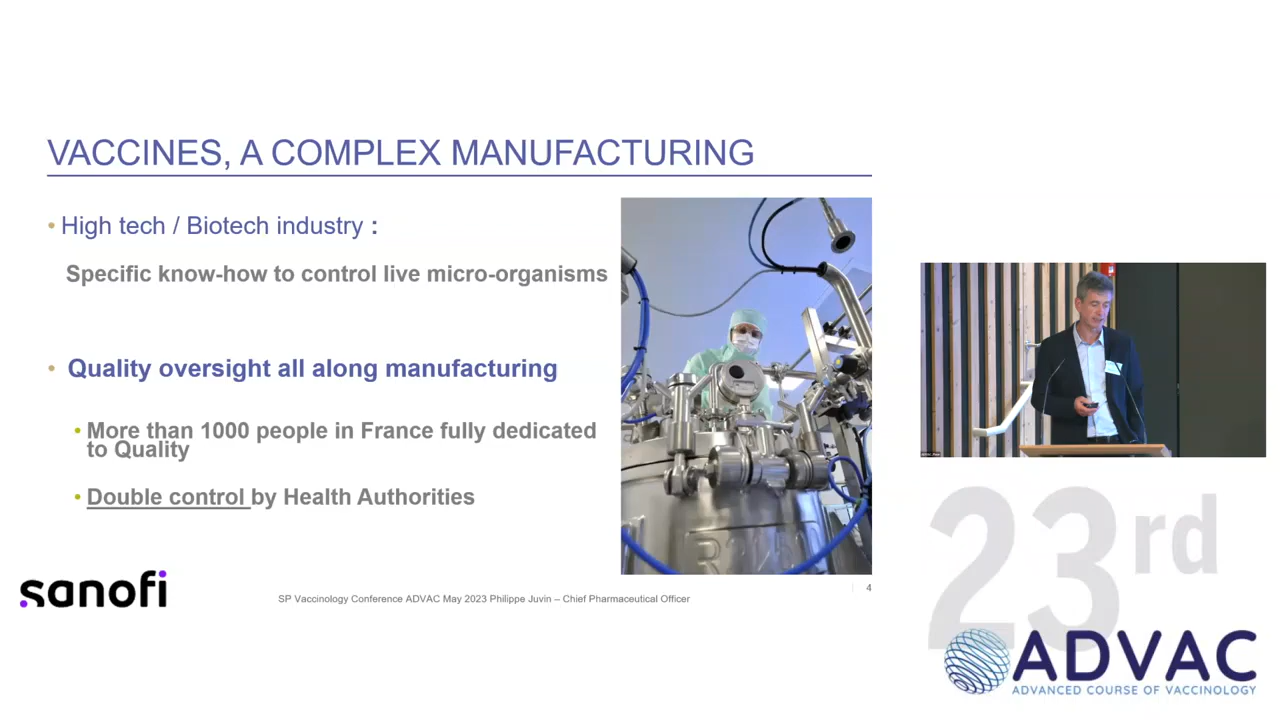 VACCINES, A COMPLEX MANUFACTURING
• High tech / Biotech industry :
Specific know-how to control live micro-organisms
• Quality oversight all along manufacturing
• More than 1000 people in France fully dedicated
to Quality
• Double control by Health Authorities
sanofi
SP Vaccinology Conference ADVAC May 2023 Philippe Juvin – Chief Pharmaceutical Officer
4
23rd
ADVAC
ADVANCED COURSE OF VACCINOLOGY